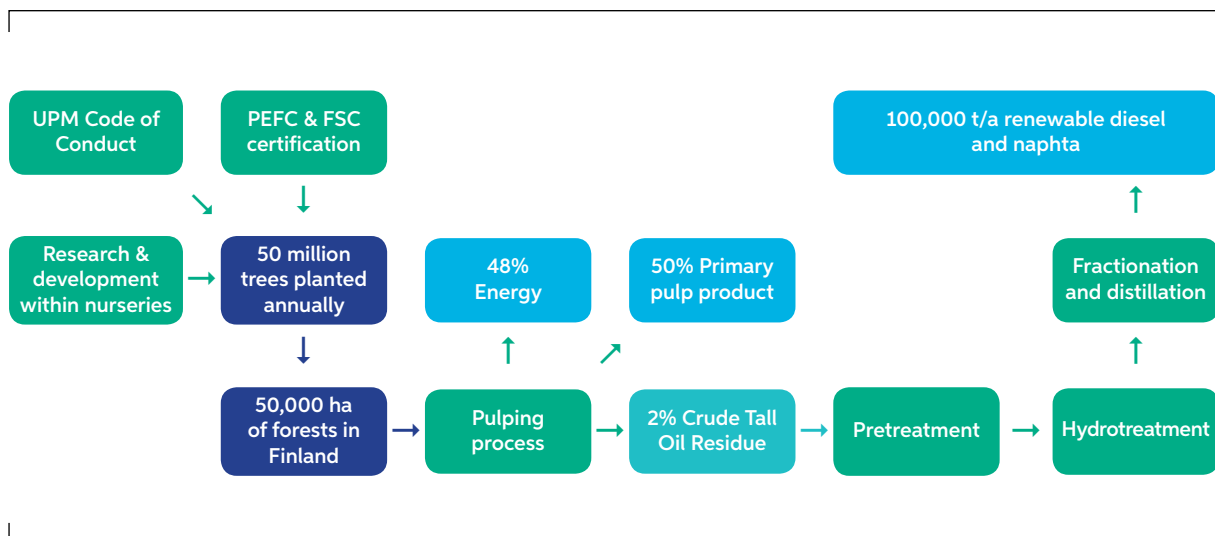 UPM Code of
Conduct
PEFC & FSC
certification
100,000 t/a renewable diesel
and naphta
Research &
development
within nurseries
50 million
trees planted
annually
48%
Energy
50% Primary
pulp product
Fractionation
and distillation
50,000 ha
of forests in
Finland
Pulping
process
2% Crude Tall
Oil Residue
Pretreatment
Hydrotreatment